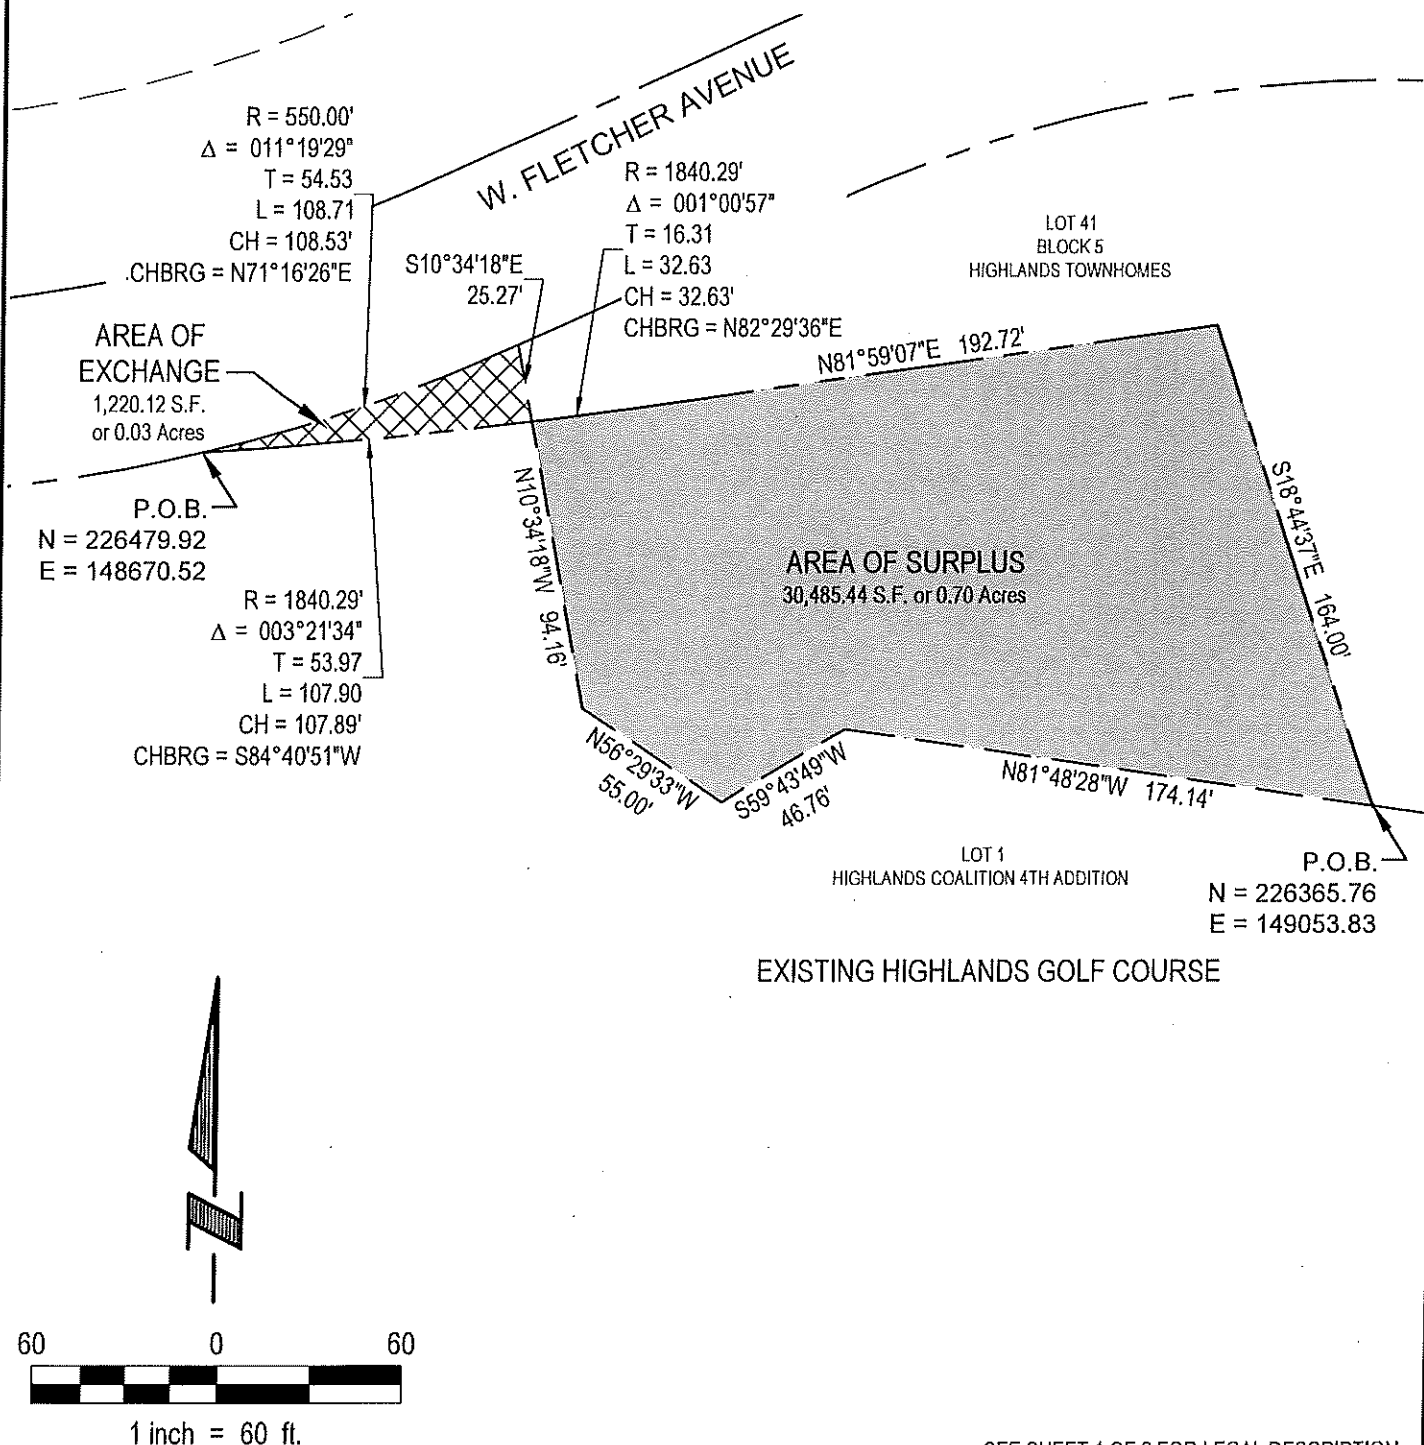 W. FLETCHER AVENUE
R = 550.00'
Δ = 011°19'29"
T = 54.53
L = 108.71
CH = 108.53'
CHBRG = N71°16'26"E
R = 1840.29'
Δ = 001°00'57"
T = 16.31
L = 32.63
CH = 32.63'
CHBRG = N82°29'36"E
S10°34'18"E
25.27'
LOT 41
BLOCK 5
HIGHLANDS TOWNHOMES
AREA OF
EXCHANGE
1,220.12 S.F.
or 0.03 Acres
N81°59'07"E 192.72'
P.O.B.
N = 226479.92
E = 148670.52
N10°34'18"W 94.16'
S18°44'37"E 164.00'
AREA OF SURPLUS
30,485.44 S.F. or 0.70 Acres
R = 1840.29'
Δ = 003°21'34"
T = 53.97
L = 107.90
CH = 107.89'
CHBRG = S84°40'51"W
N56°29'33"W
55.00'
S59°43'49"W
46.76'
N81°48'28"W 174.14'
LOT 1
HIGHLANDS COALITION 4TH ADDITION
P.O.B.
N = 226365.76
E = 149053.83
EXISTING HIGHLANDS GOLF COURSE
N
60 0 60
1 inch = 60 ft.